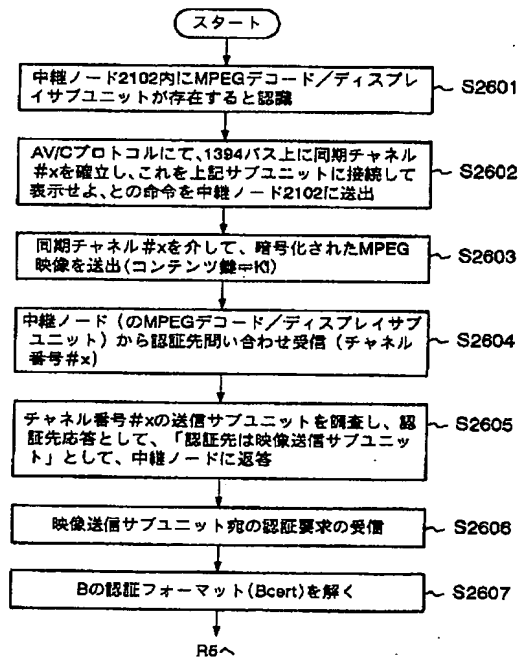 スタート
中継ノード2102内にMPEGデコード／ディスプレ
イサブユニットが存在すると認識
S2601
AV/Cプロトコルにて、1394バス上に同期チャネル
#xを確立し、これを上記サブユニットに接続して
表示せよ、との命令を中継ノード2102に送出
S2602
同期チャネル#xを介して、暗号化されたMPEG
映像を送出(コンテンツ鍵=K1)
S2603
中継ノード（のMPEGデコード／ディスプレイサブ
ユニット）から認証先問い合わせ受信（チャネル
番号#x）
S2604
チャネル番号#xの送信サブユニットを調査し、認
証先応答として、「認証先は映像送信サブユニッ
ト」として、中継ノードに返答
S2605
映像送信サブユニット宛の認証要求の受信
S2606
Bの認証フォーマット(Bcert)を解く
S2607
R5へ